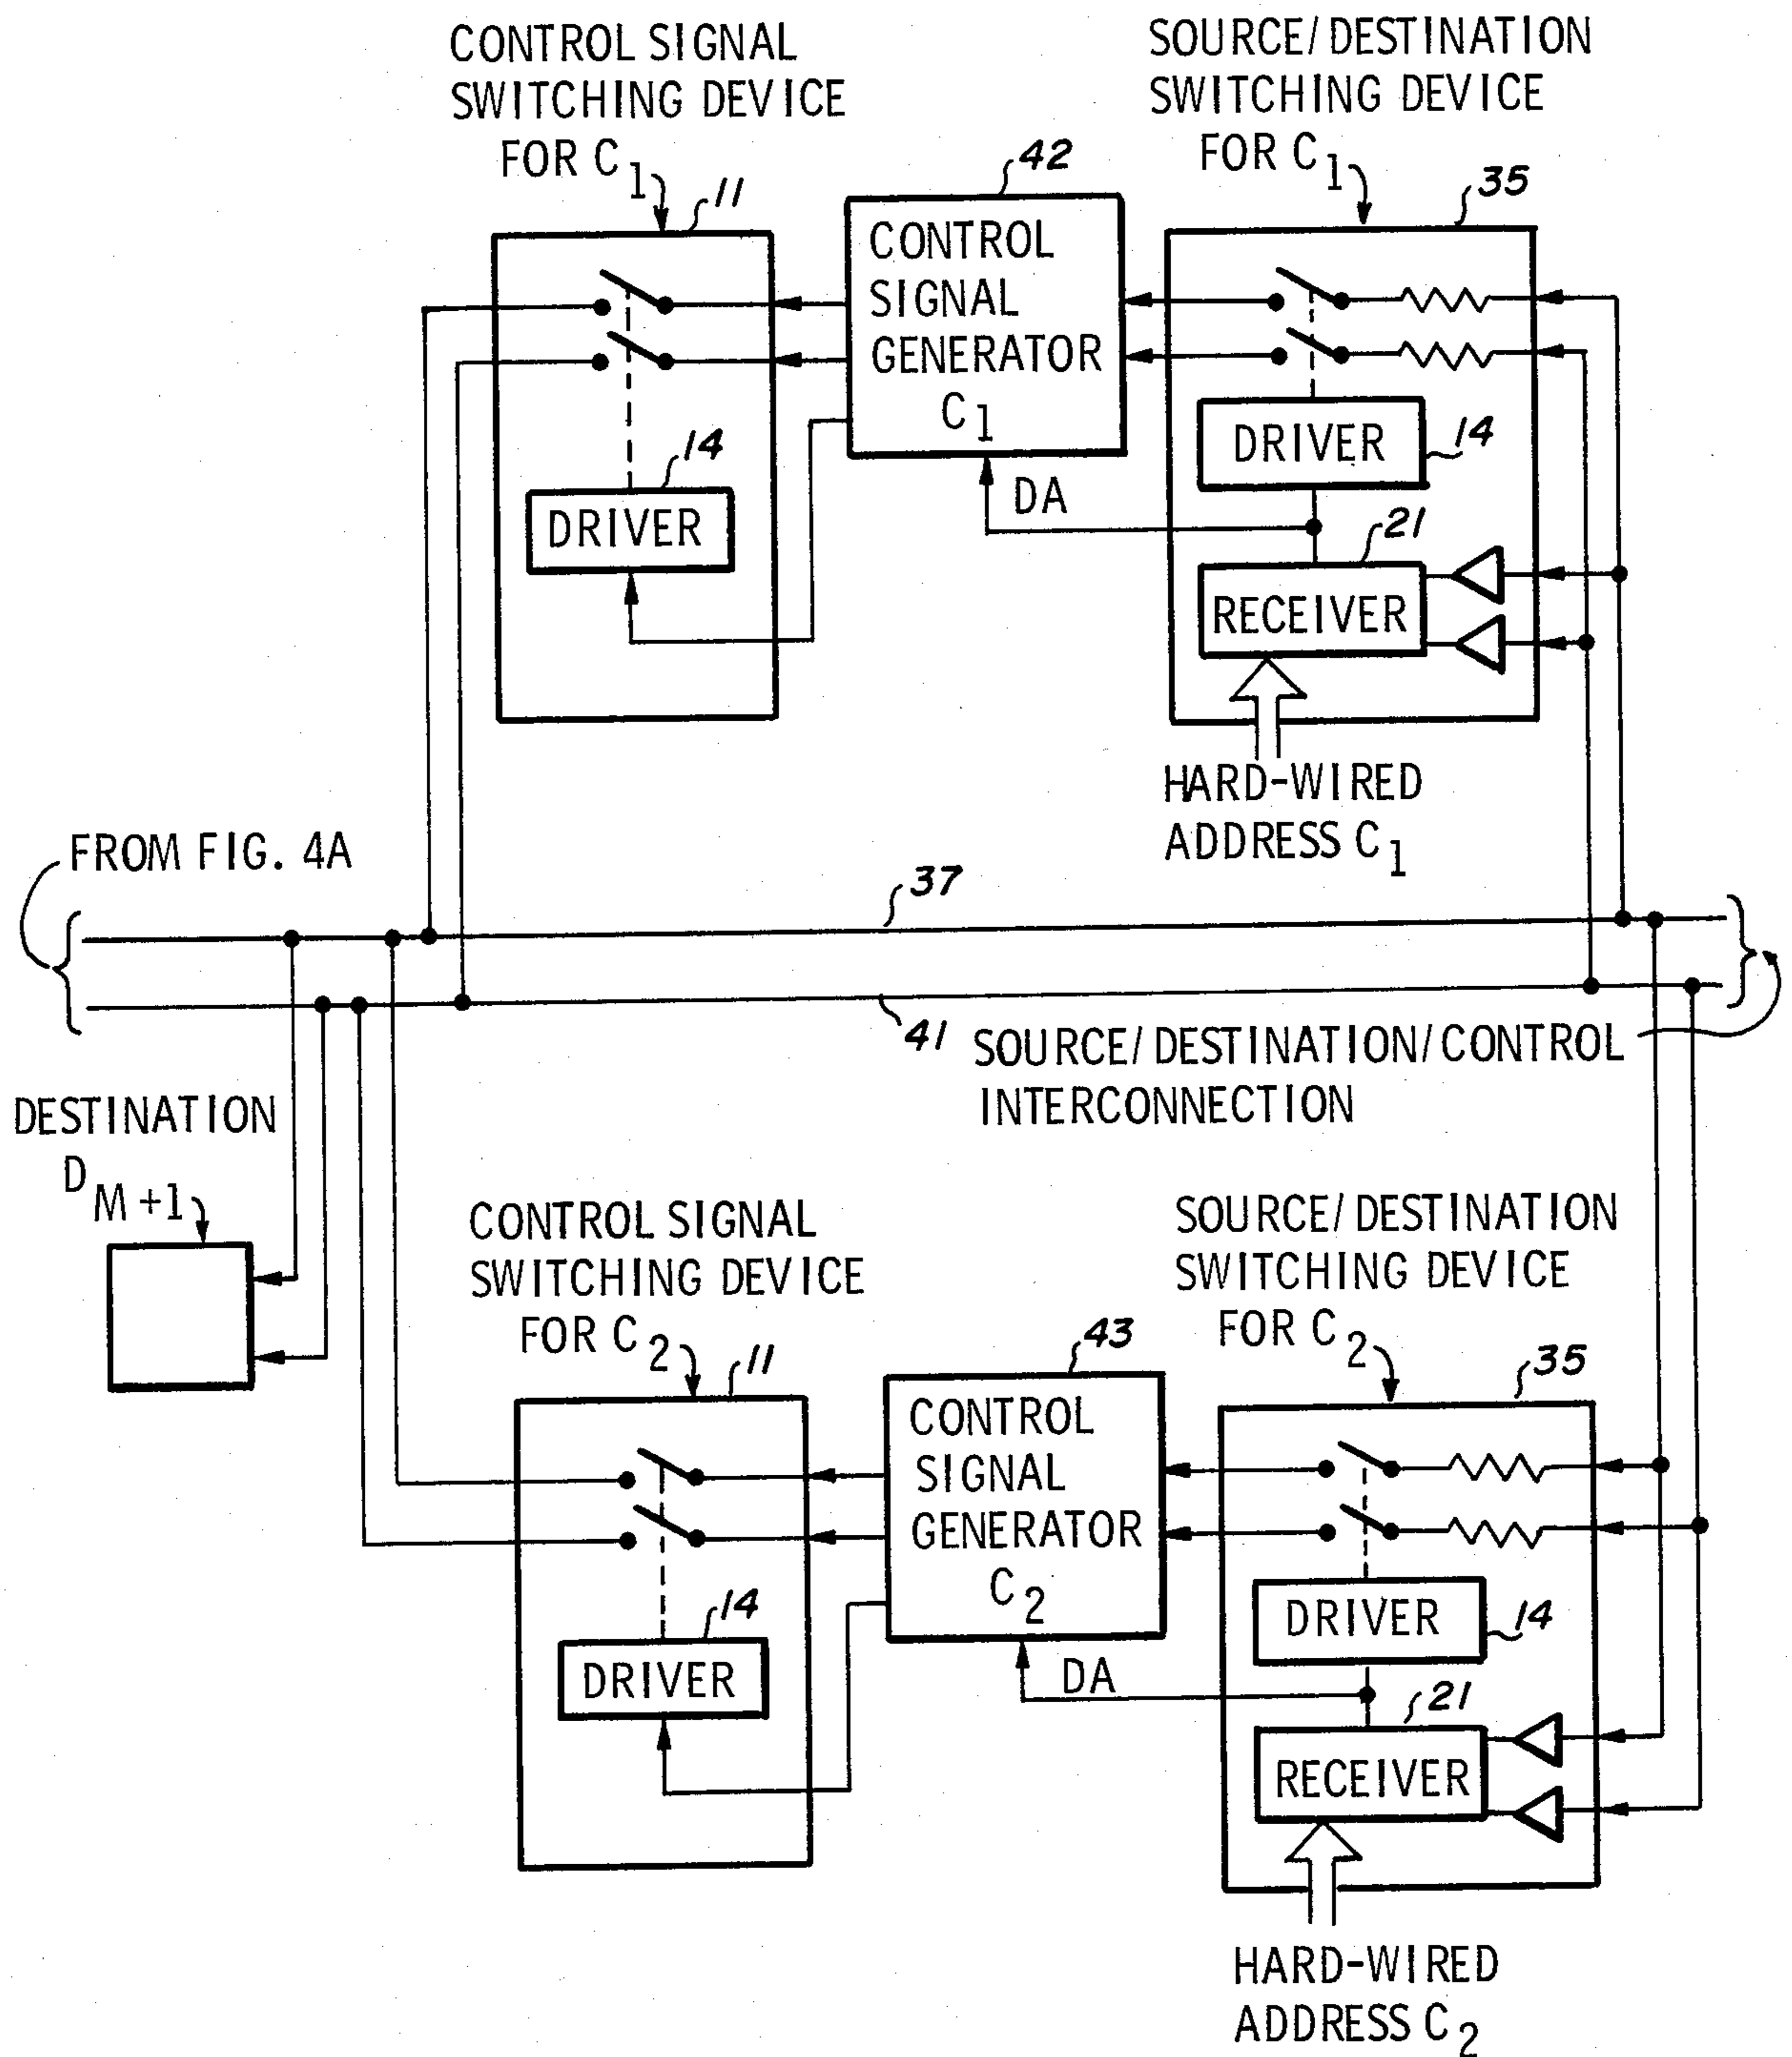 CONTROL SIGNAL
SWITCHING DEVICE
FOR C1
11
42
SOURCE/DESTINATION
SWITCHING DEVICE
FOR C1
35
CONTROL
SIGNAL
GENERATOR
C1
14
DRIVER
DRIVER
14
DA
21
RECEIVER
HARD-WIRED
ADDRESS C1
FROM FIG. 4A
37
41
SOURCE/DESTINATION/CONTROL
INTERCONNECTION
DESTINATION
DM+1
CONTROL SIGNAL
SWITCHING DEVICE
FOR C2
11
43
SOURCE/DESTINATION
SWITCHING DEVICE
FOR C2
35
CONTROL
SIGNAL
GENERATOR
C2
14
DRIVER
DRIVER
14
DA
21
RECEIVER
HARD-WIRED
ADDRESS C2